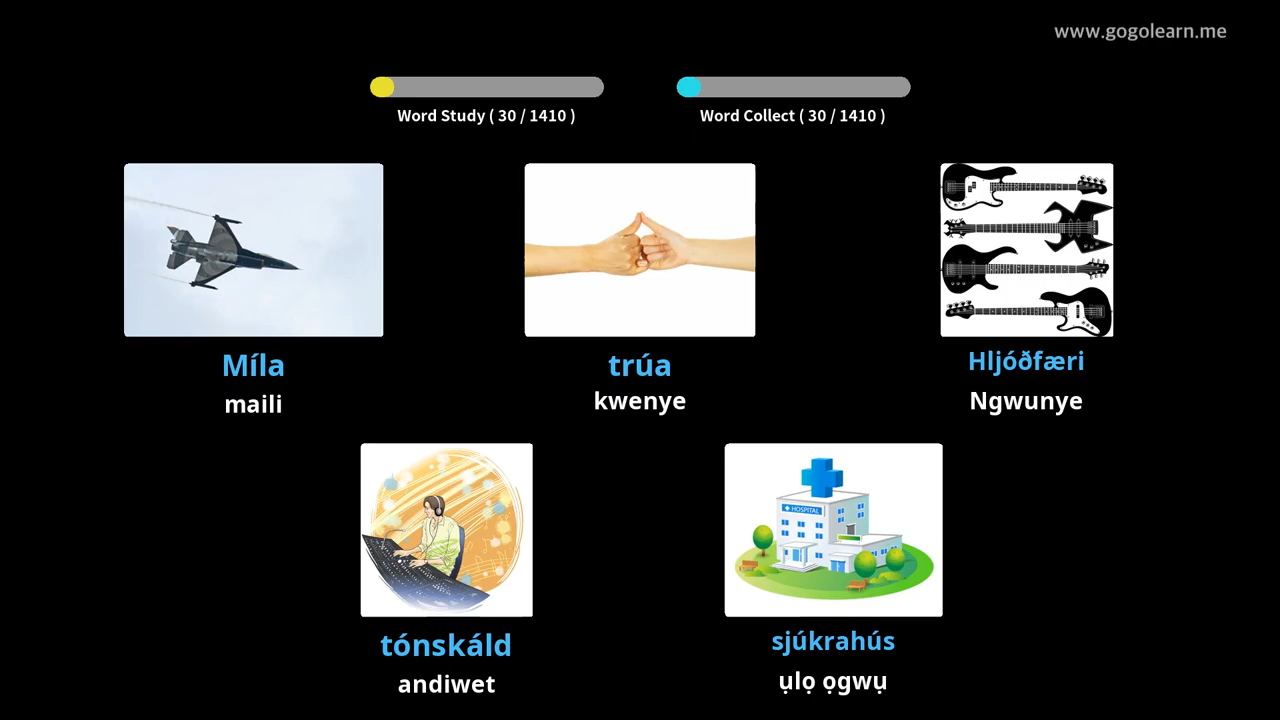 www.gogolearn.me
Word Study ( 30 / 1410 )
Word Collect ( 30 / 1410 )
Míla
maili
trúa
kwenye
Hljóðfæri
Ngwunye
HOSPITAL
tónskáld
andiwet
sjúkrahús
ụlọ ọgwụ